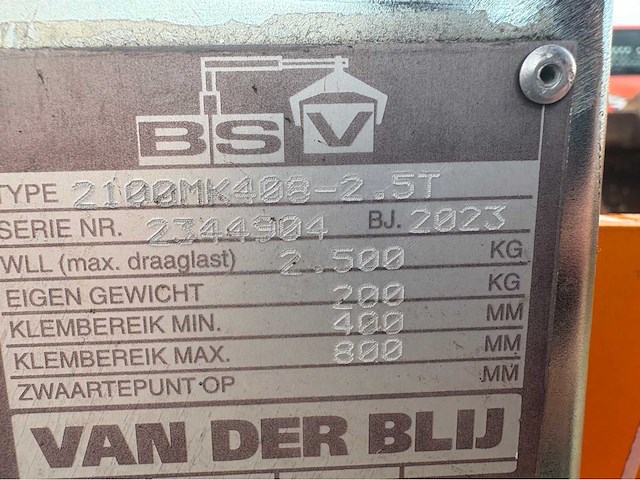 BSV
TYPE 2100MK408-2.5T
SERIE NR. 2344904 BJ. 2023
WLL (max. draaglast) 2.500 KG
EIGEN GEWICHT 200 KG
KLEMBEREIK MIN. 400 MM
KLEMBEREIK MAX. 800 MM
ZWAARTEPUNT OP MM
VAN DER BLIJ